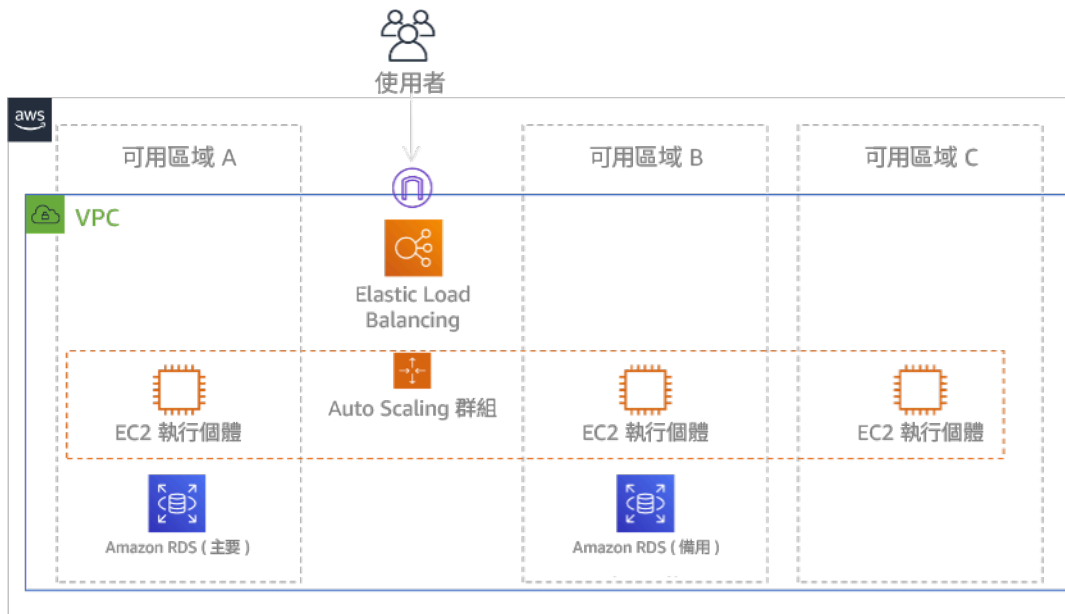 使用者
aws
可用區域 A
可用區域 B
可用區域 C
VPC
Elastic Load
Balancing
Auto Scaling 群組
EC2 執行個體
EC2 執行個體
EC2 執行個體
Amazon RDS ( 主要 )
Amazon RDS ( 備用 )